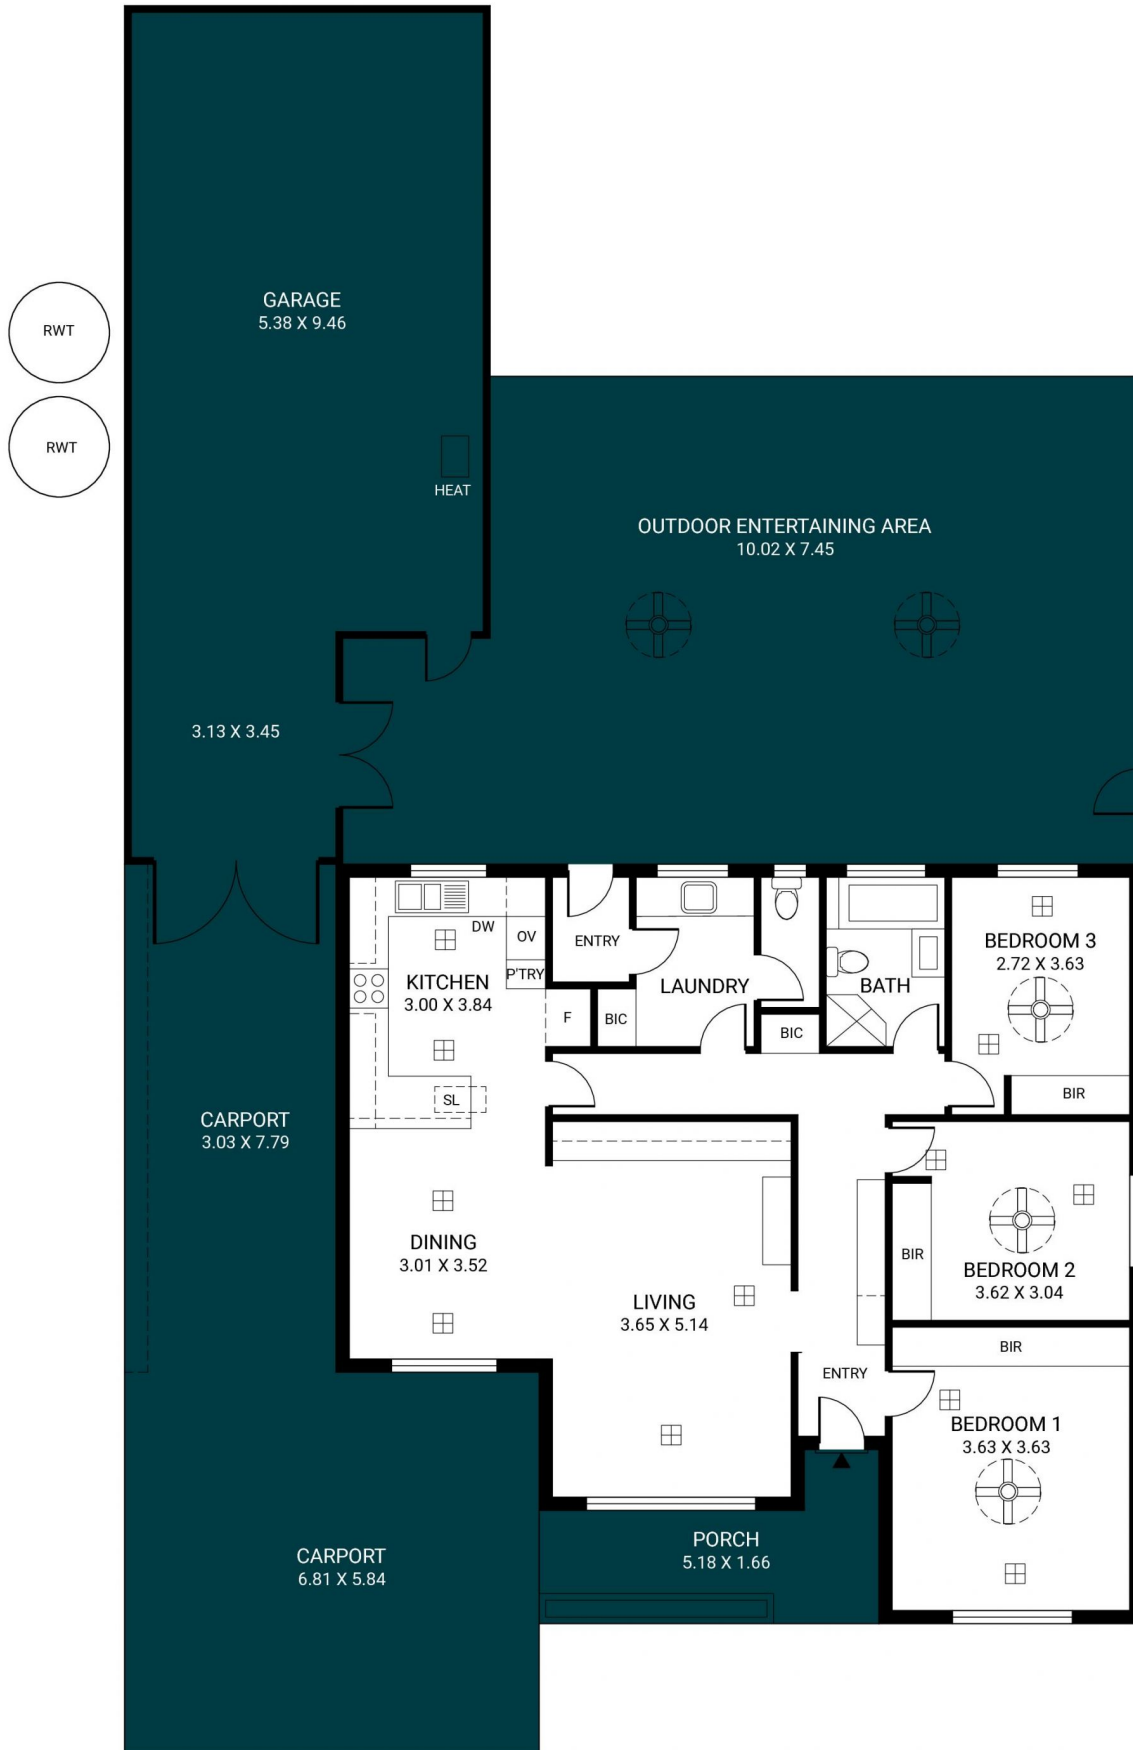 GARAGE
5.38 X 9.46
RWT
RWT
HEAT
OUTDOOR ENTERTAINING AREA
10.02 X 7.45
3.13 X 3.45
DW
OV
P'TRY
KITCHEN
3.00 X 3.84
F
SL
ENTRY
BIC
LAUNDRY
BIC
BATH
BEDROOM 3
2.72 X 3.63
BIR
CARPORT
3.03 X 7.79
DINING
3.01 X 3.52
LIVING
3.65 X 5.14
BIR
BEDROOM 2
3.62 X 3.04
BIR
ENTRY
BEDROOM 1
3.63 X 3.63
PORCH
5.18 X 1.66
CARPORT
6.81 X 5.84